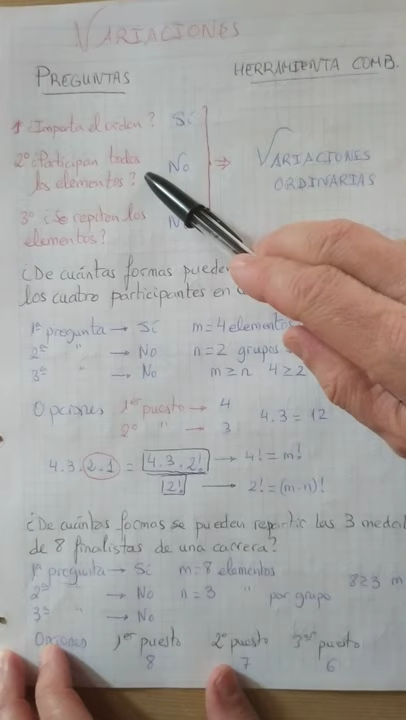 VARIACIONES
PREGUNTAS HERRAMIENTA COMB.
1º ¿Importa el orden? Sí
2º ¿Participan todos los elementos? No
⇒ VARIACIONES ORDINARIAS
3º ¿Se repiten los elementos?
¿De cuántas formas pueden
los cuatro participantes en
1ª pregunta → Sí m=4 elementos
2ª " → No n=2 grupos
3ª " → No m≥n 4≥2
Opciones 1er puesto → 4
2º " → 3
4.3=12
4.3.2.1 = 4.3.2! → 4! = m!
2! → 2! = (m-n)!
¿De cuántas formas se pueden repartir las 3
de 8 finalistas de una carrera?
1ª pregunta → Sí m=8 elementos
2ª " → No n=3 " por grupo 8≥3 m
3ª " → No
Opciones 1er puesto 2º puesto 3er puesto
8 7 6